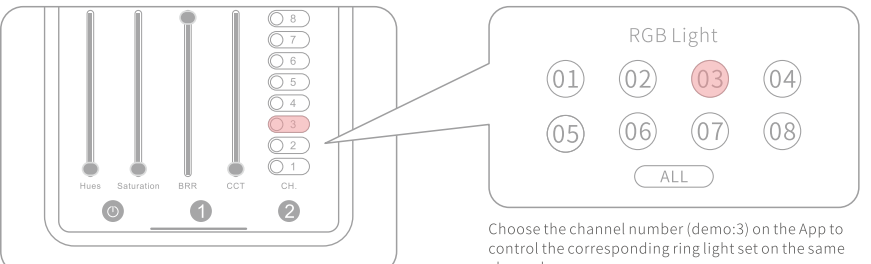 8
7
6
5
4
3
2
1
Hues Saturation BRR CCT CH.
1 2
RGB Light
01 02 03 04
05 06 07 08
ALL
Choose the channel number (demo:3) on the App to
control the corresponding ring light set on the same